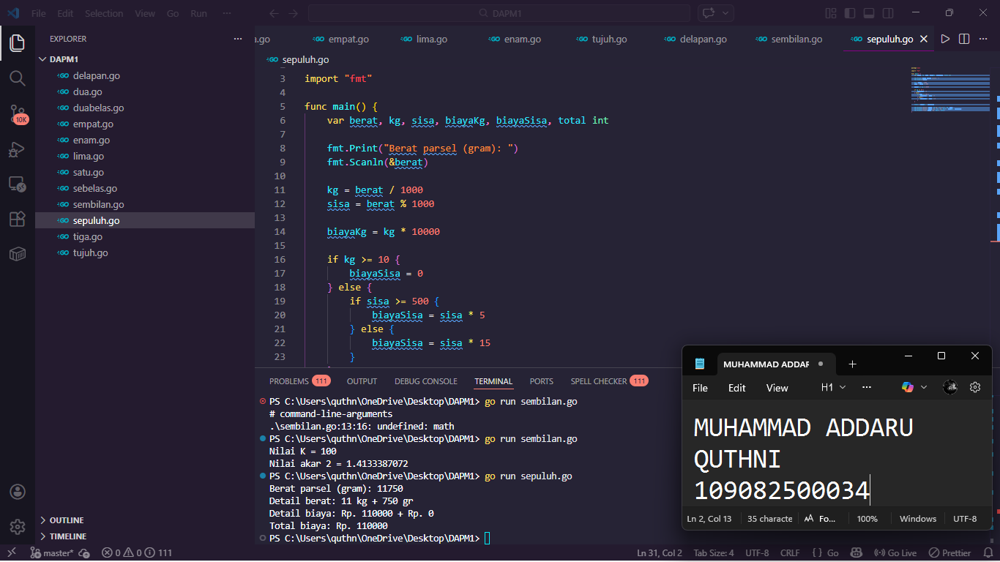 File Edit Selection View Go Run ···
DAPM1
EXPLORER ···
DAPM1
delapan.go
dua.go
duabelas.go
empat.go
enam.go
lima.go
satu.go
sebelas.go
sembilan.go
sepuluh.go
tiga.go
tujuh.go
OUTLINE
TIMELINE
10K
a.go empat.go lima.go enam.go tujuh.go delapan.go sembilan.go sepuluh.go
sepuluh.go
3 import "fmt"
4
5 func main() {
6 var berat, kg, sisa, biayaKg, biayaSisa, total int
7
8 fmt.Print("Berat parsel (gram): ")
9 fmt.Scanln(&berat)
10
11 kg = berat / 1000
12 sisa = berat % 1000
13
14 biayaKg = kg * 10000
15
16 if kg >= 10 {
17 biayaSisa = 0
18 } else {
19 if sisa >= 500 {
20 biayaSisa = sisa * 5
21 } else {
22 biayaSisa = sisa * 15
23 }
PROBLEMS 111 OUTPUT DEBUG CONSOLE TERMINAL PORTS SPELL CHECKER 111
PS C:\Users\quthn\OneDrive\Desktop\DAPM1> go run sembilan.go
# command-line-arguments
.\sembilan.go:13:16: undefined: math
PS C:\Users\quthn\OneDrive\Desktop\DAPM1> go run sembilan.go
Nilai K = 100
Nilai akar 2 = 1.4133387072
PS C:\Users\quthn\OneDrive\Desktop\DAPM1> go run sepuluh.go
Berat parsel (gram): 11750
Detail berat: 11 kg + 750 gr
Detail biaya: Rp. 110000 + Rp. 0
Total biaya: Rp. 110000
PS C:\Users\quthn\OneDrive\Desktop\DAPM1>
MUHAMMAD ADDAR
File Edit View H1 ···
MUHAMMAD ADDARU
QUTHNI
109082500034
Ln 2, Col 13 35 characte Fo... 100% Windows UTF-8
master* 0 0 111 Ln 31, Col 2 Tab Size: 4 UTF-8 CRLF { } Go Go Live Prettier